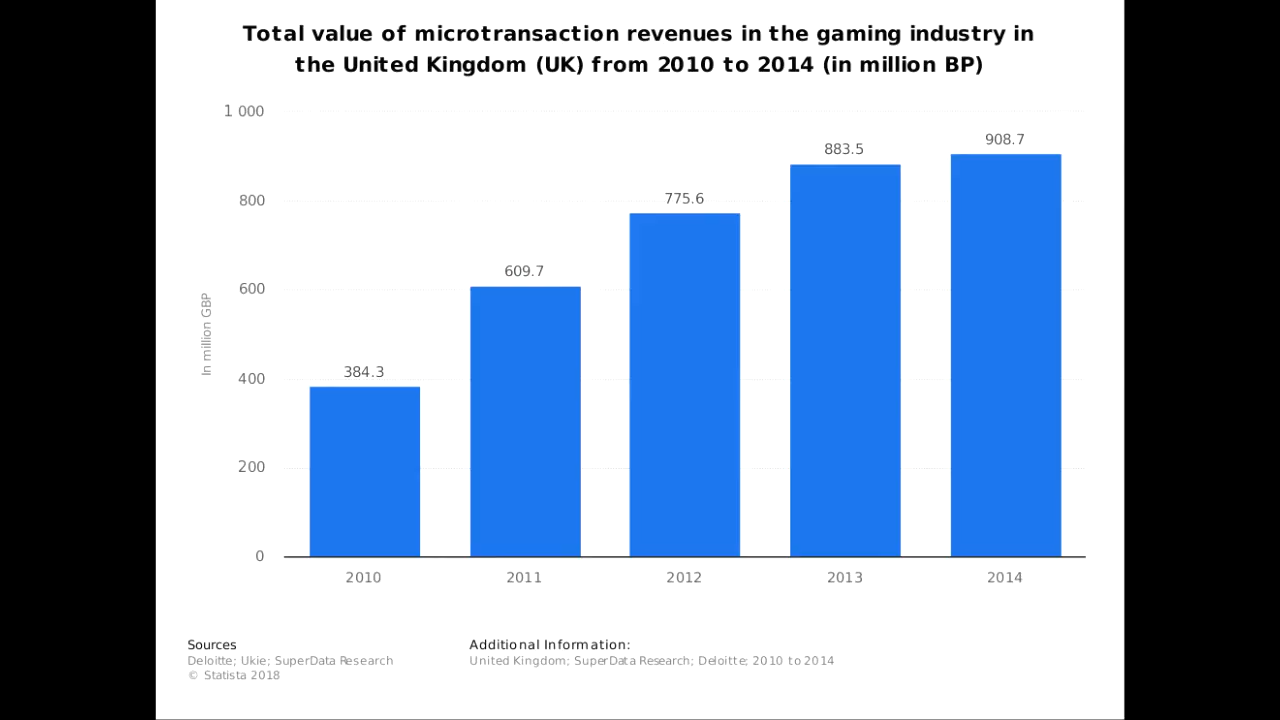 Total value of microtransaction revenues in the gaming industry in
the United Kingdom (UK) from 2010 to 2014 (in million BP)
1 000
800
600
400
200
0
In million GBP
384.3
609.7
775.6
883.5
908.7
2010
2011
2012
2013
2014
Sources
Deloitte; Ukie; SuperData Research
© Statista 2018
Additional Information:
United Kingdom; SuperData Research; Deloitte; 2010 to 2014